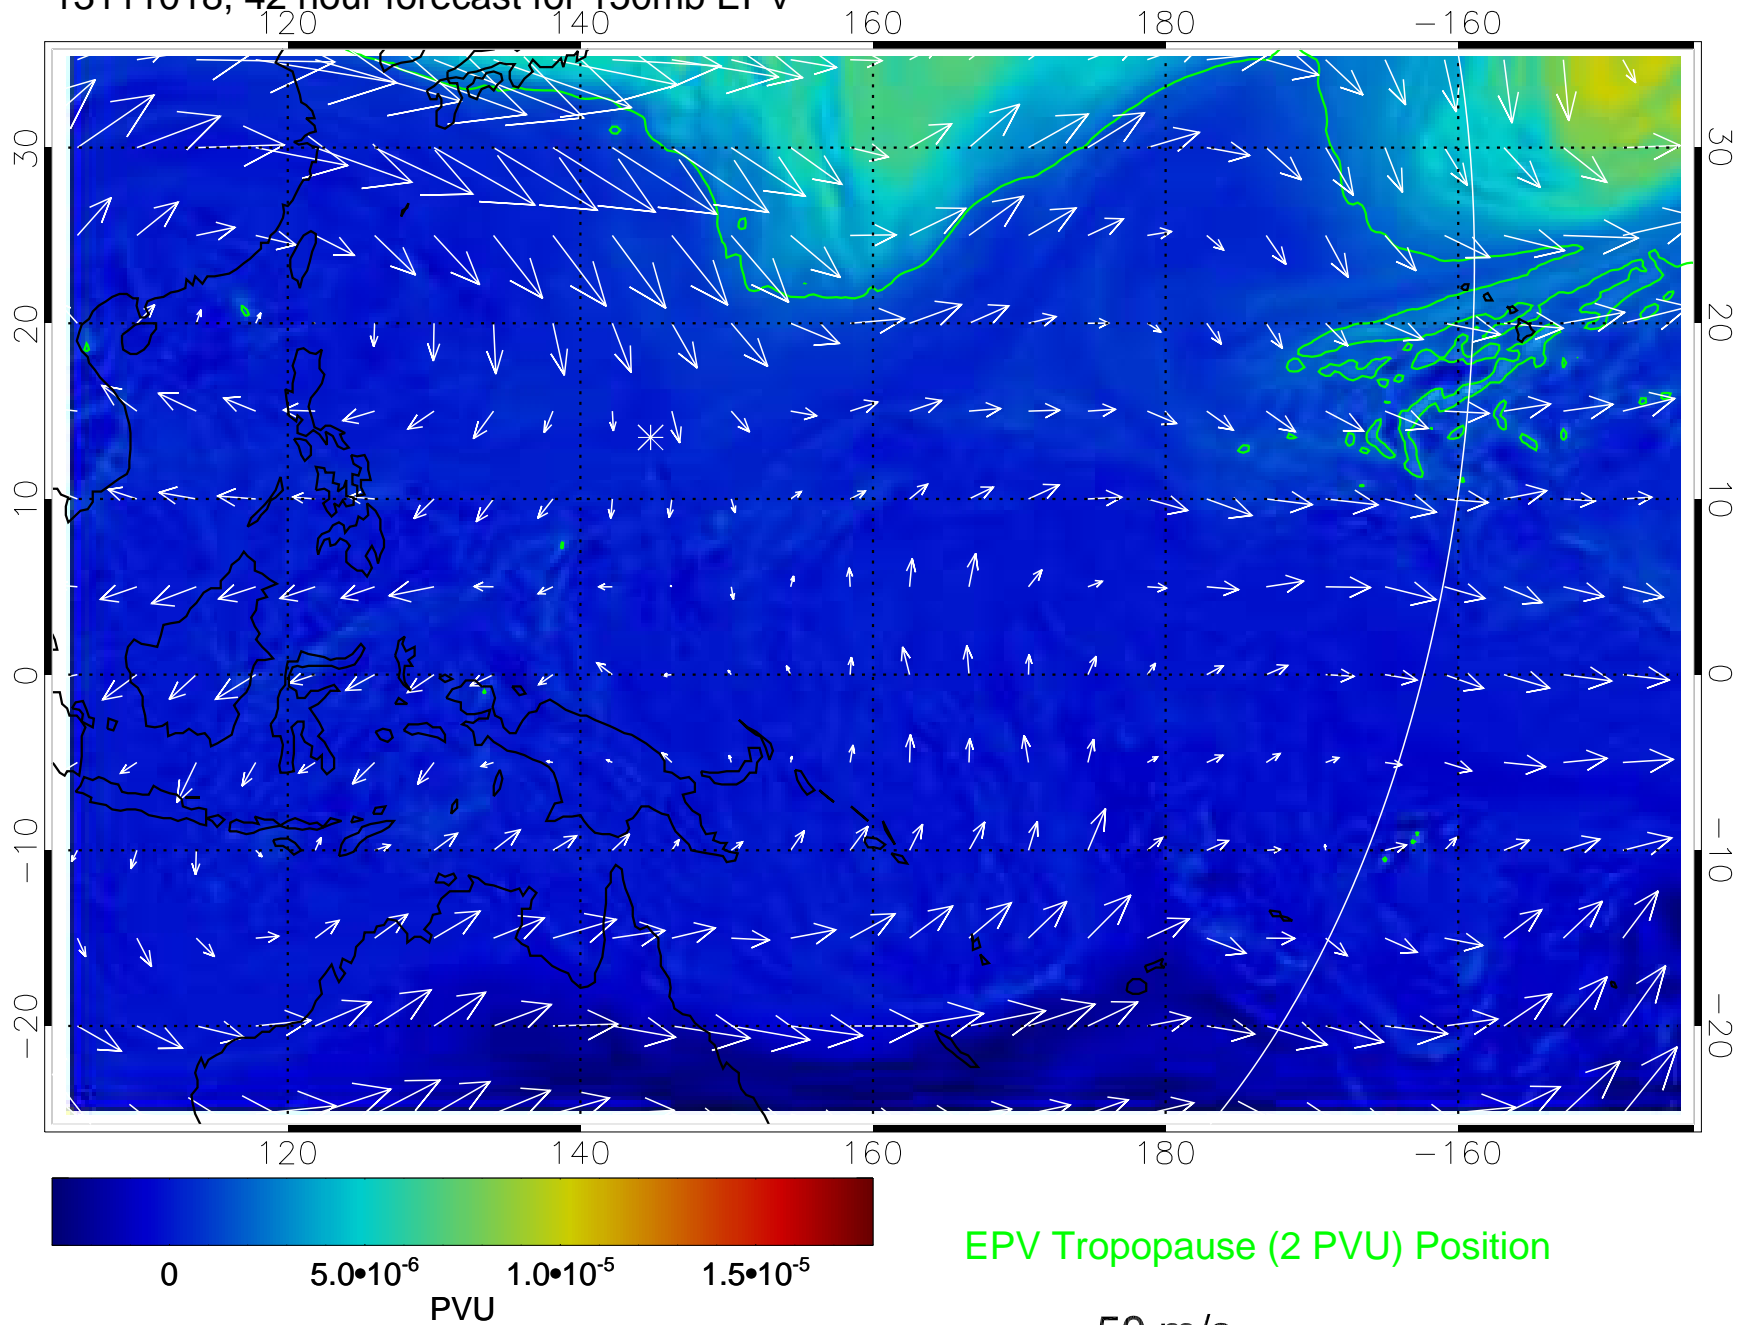 13111018, 42 hour forecast for 150mb EPV
120 140 160 180 −160
30 30
20 20
10 10
0 0
−10 −10
−20 −20
120 140 160 180 −160
0 5.0•10-6 1.0•10-5 1.5•10-5
PVU
EPV Tropopause (2 PVU) Position
50 m/s